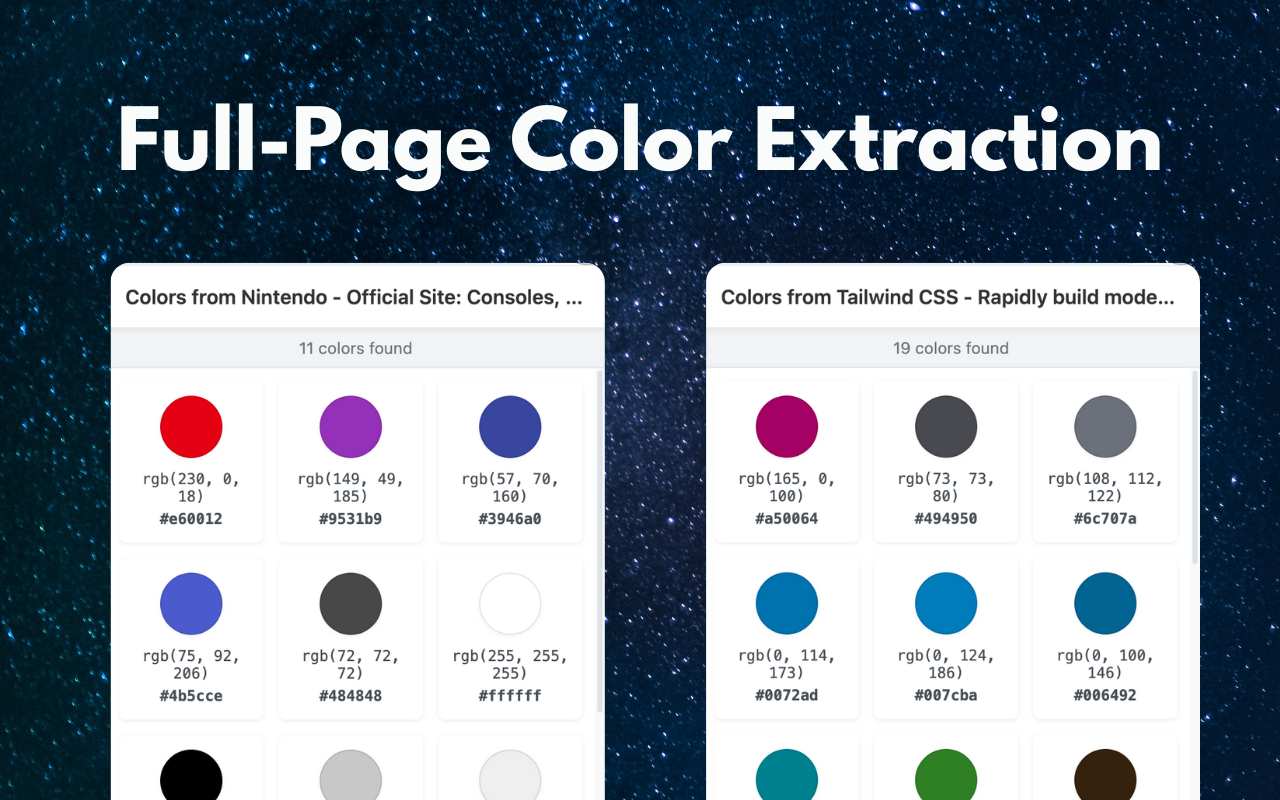 Full-Page Color Extraction
Colors from Nintendo - Official Site: Consoles, ...
11 colors found
rgb(230, 0,
18)
#e60012
rgb(149, 49,
185)
#9531b9
rgb(57, 70,
160)
#3946a0
rgb(75, 92,
206)
#4b5cce
rgb(72, 72,
72)
#484848
rgb(255, 255,
255)
#ffffff
Colors from Tailwind CSS - Rapidly build mode...
19 colors found
rgb(165, 0,
100)
#a50064
rgb(73, 73,
80)
#494950
rgb(108, 112,
122)
#6c707a
rgb(0, 114,
173)
#0072ad
rgb(0, 124,
186)
#007cba
rgb(0, 100,
146)
#006492